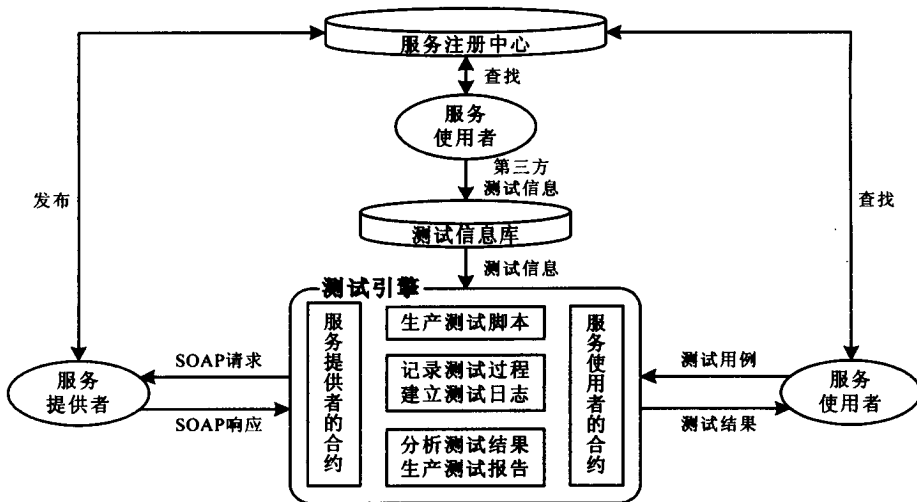 服务注册中心
查找
服务
使用者
第三方
测试信息
发布
查找
测试信息库
测试信息
测试引擎
服务提供者的合约
生产测试脚本
服务使用者的合约
记录测试过程
建立测试日志
分析测试结果
生产测试报告
SOAP请求
服务
提供者
SOAP响应
测试用例
服务
使用者
测试结果